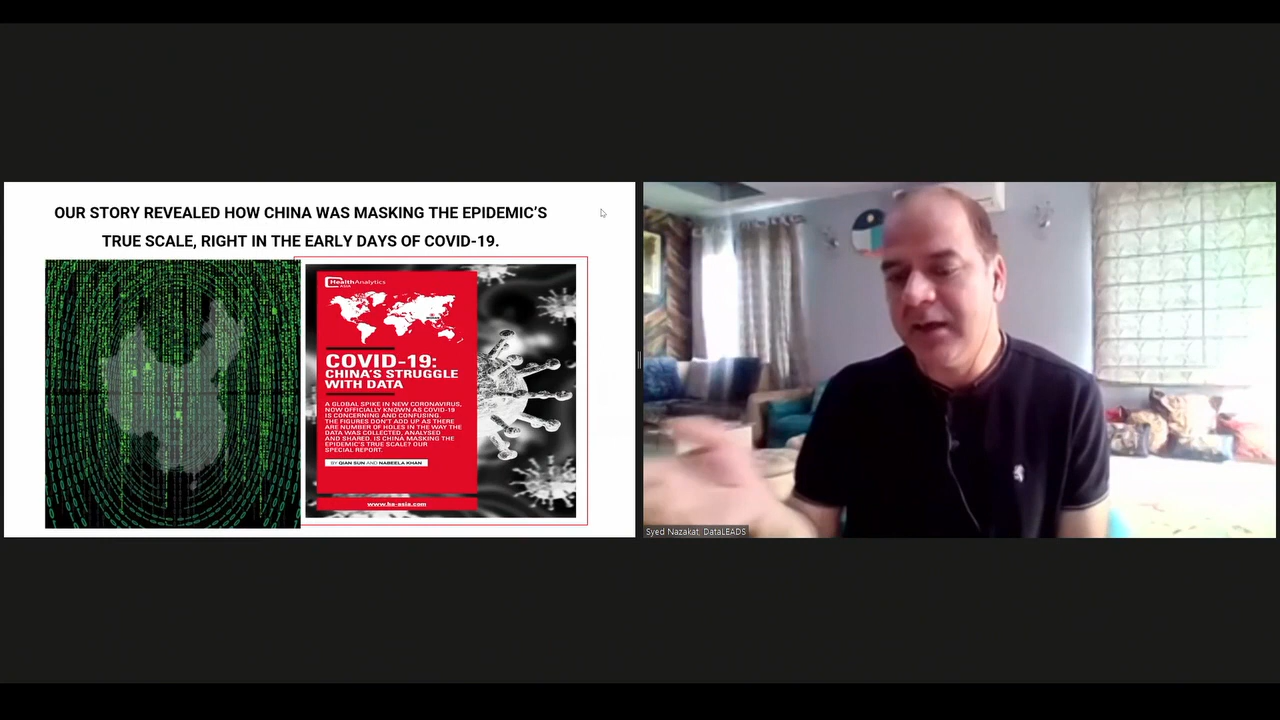 OUR STORY REVEALED HOW CHINA WAS MASKING THE EPIDEMIC'S
TRUE SCALE, RIGHT IN THE EARLY DAYS OF COVID-19.
HealthAnalytics
ASIA
COVID-19:
CHINA'S STRUGGLE
WITH DATA
A GLOBAL SPIKE IN NEW CORONAVIRUS,
NOW OFFICIALLY KNOWN AS COVID-19
IS CONCERNING AND CONFUSING.
THE FIGURES DON'T ADD UP AS THERE
ARE NUMBER OF HOLES IN THE WAY THE
DATA WAS COLLECTED, ANALYSED
AND SHARED. IS CHINA MASKING THE
EPIDEMIC'S TRUE SCALE? OUR
SPECIAL REPORT.
BY QIAN SUN AND NABEELA KHAN
www.ha-asia.com
Syed Nazakat, DataLEADS